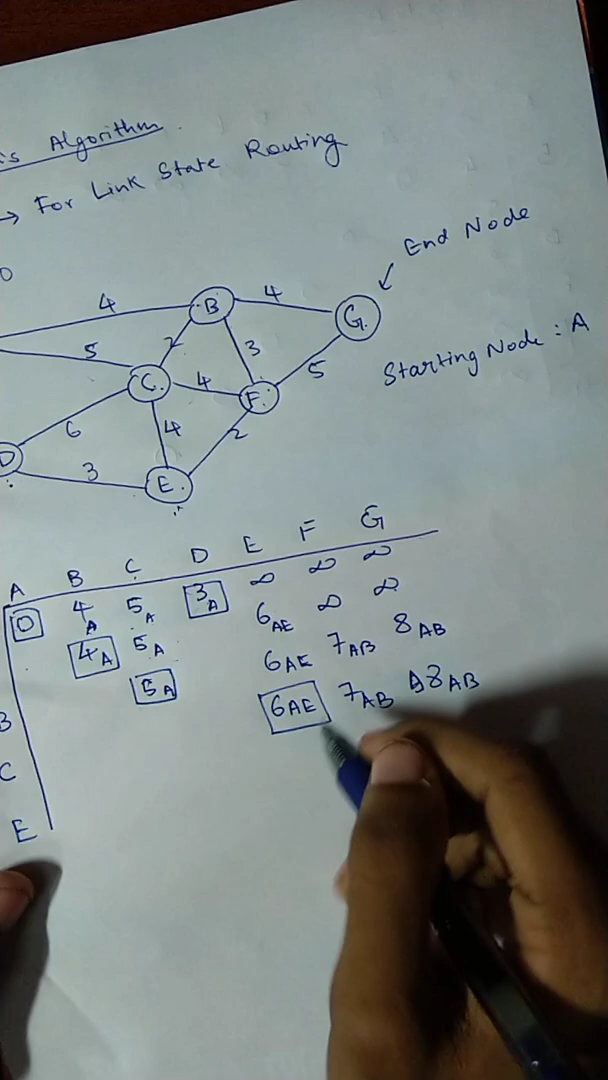 's Algorithm
→ For Link State Routing
End Node
4 B 4
G
5 2 3
Starting Node : A
C 4 F 5
6 4
D 2
3 E
A B C D E F G
0 4A 5A 3A ∞ ∞ ∞
4A 5A 6AE ∞ ∞
B 5A 6AE 7AB 8AB
C 6AE 7AB 8AB
E